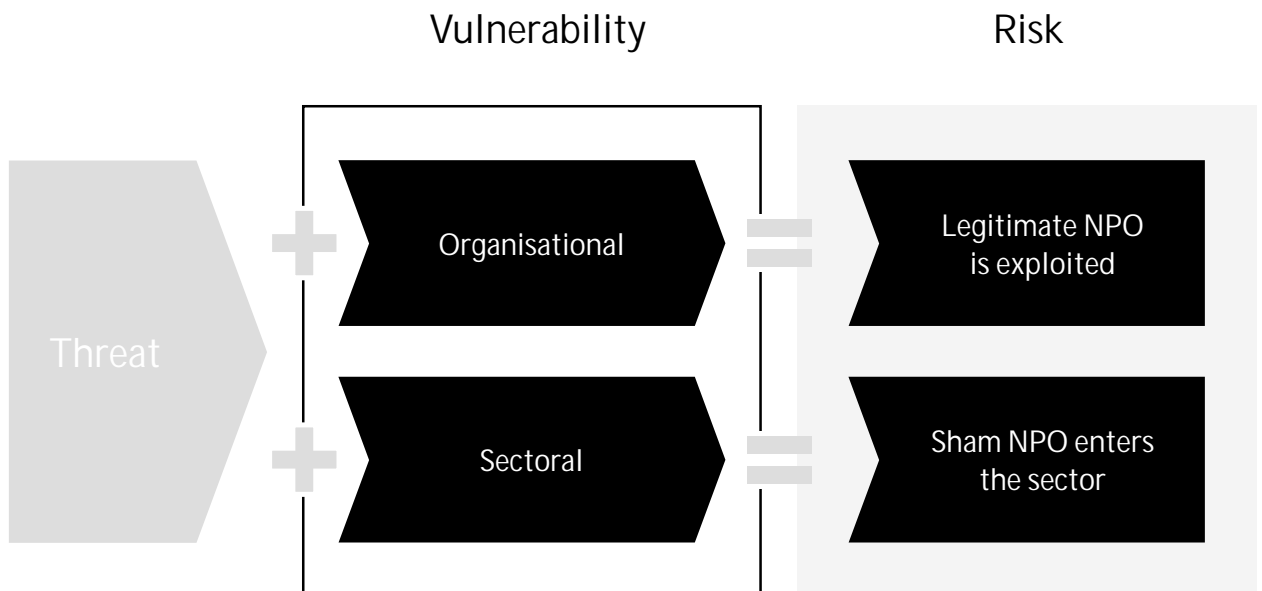 Vulnerability
Risk
Threat
Organisational
Legitimate NPO
is exploited
Sectoral
Sham NPO enters
the sector